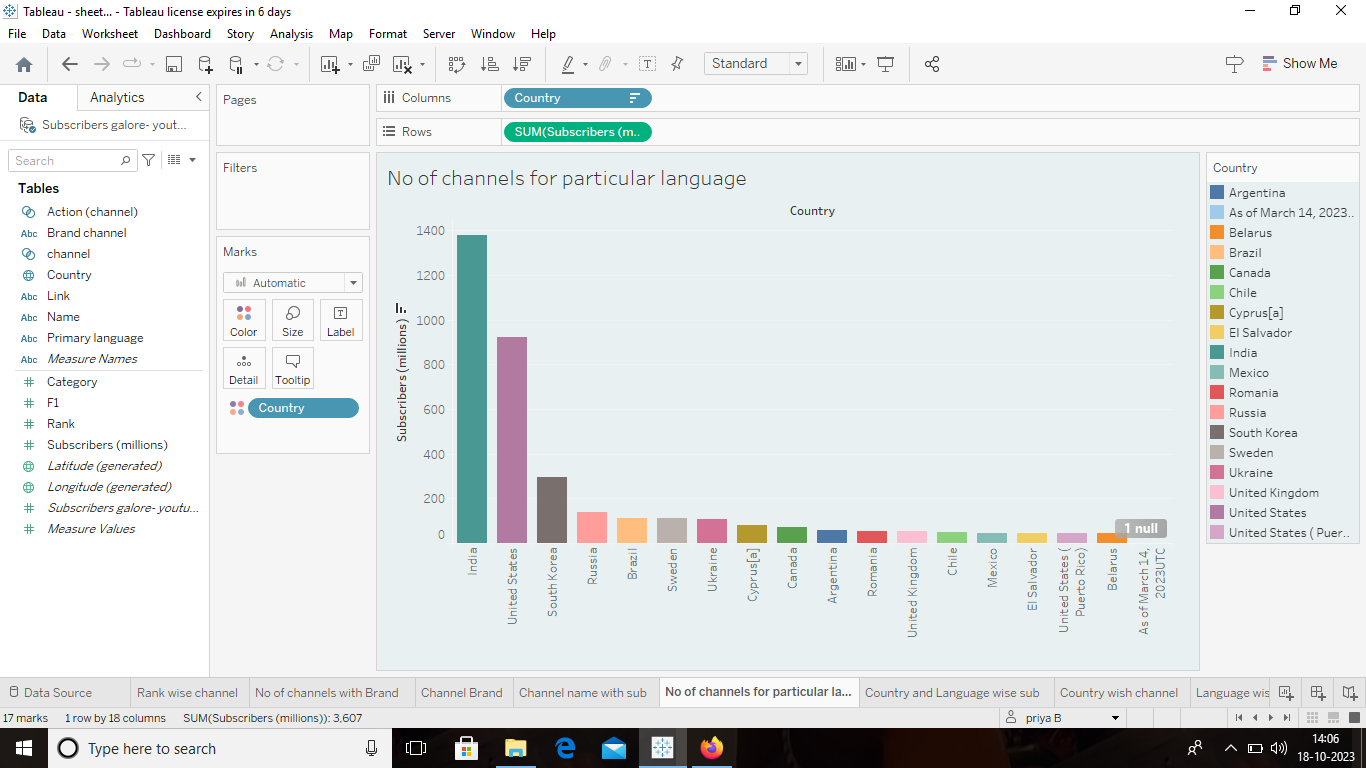 Tableau - sheet... - Tableau license expires in 6 days
File Data Worksheet Dashboard Story Analysis Map Format Server Window Help
Standard
Show Me
Data Analytics
Subscribers galore- yout...
Search
Tables
Action (channel)
Abc Brand channel
channel
Country
Abc Link
Abc Name
Abc Primary language
Abc Measure Names
Category
F1
Rank
Subscribers (millions)
Latitude (generated)
Longitude (generated)
Subscribers galore- youtu...
Measure Values
Pages
Filters
Marks
Automatic
Color Size Label
Detail Tooltip
Country
Columns Country
Rows SUM(Subscribers (m..
No of channels for particular language
Country
Subscribers (millions)
1400
1200
1000
800
600
400
200
0
1 null
India
United States
South Korea
Russia
Brazil
Sweden
Ukraine
Cyprus[a]
Canada
Argentina
Romania
United Kingdom
Chile
Mexico
El Salvador
United States (
Puerto Rico)
Belarus
As of March 14,
2023UTC
Country
Argentina
As of March 14, 2023..
Belarus
Brazil
Canada
Chile
Cyprus[a]
El Salvador
India
Mexico
Romania
Russia
South Korea
Sweden
Ukraine
United Kingdom
United States
United States ( Puer..
Data Source Rank wise channel No of channels with Brand Channel Brand Channel name with sub No of channels for particular la... Country and Language wise sub Country wish channel Language wis
17 marks 1 row by 18 columns SUM(Subscribers (millions)): 3,607 priya B
Type here to search
14:06
18-10-2023